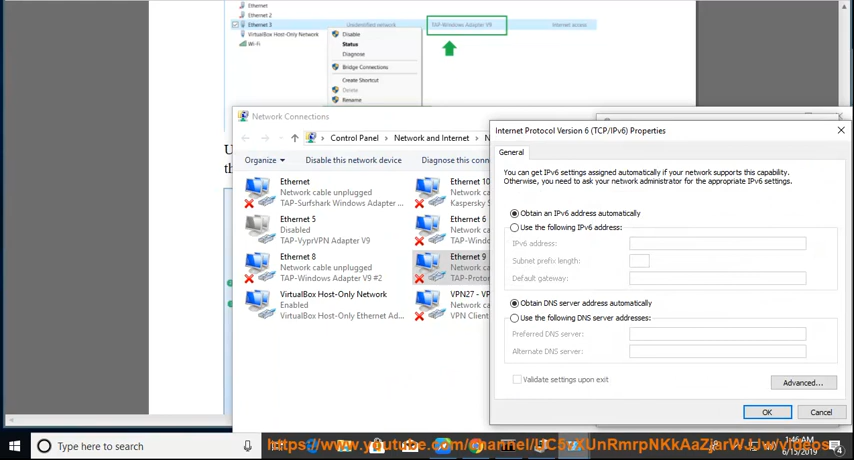 Ethernet
Ethernet 2
Ethernet 3 Unidentified network TAP-Windows Adapter V9 Internet access
VirtualBox Host-Only Network
Wi-Fi
Disable
Status
Diagnose
Bridge Connections
Create Shortcut
Delete
Rename
U
th
Network Connections
Control Panel
Network and Internet
N
Organize
Disable this network device
Diagnose this conn
Ethernet
Network cable unplugged
TAP-Surfshark Windows Adapter ...
Ethernet 10
Network cab
Kaspersky S
Ethernet 5
Disabled
TAP-VyprVPN Adapter V9
Ethernet 6
Network cab
TAP-Windo
Ethernet 8
Network cable unplugged
TAP-Windows Adapter V9 #2
Ethernet 9
Network cab
TAP-Proton
VirtualBox Host-Only Network
Enabled
VirtualBox Host-Only Ethernet Ad...
VPN27 - VP
Network cab
VPN Client
Internet Protocol Version 6 (TCP/IPv6) Properties
General
You can get IPv6 settings assigned automatically if your network supports this capability.
Otherwise, you need to ask your network administrator for the appropriate IPv6 settings.
Obtain an IPv6 address automatically
Use the following IPv6 address:
IPv6 address:
Subnet prefix length:
Default gateway:
Obtain DNS server address automatically
Use the following DNS server addresses:
Preferred DNS server:
Alternate DNS server:
Validate settings upon exit
Advanced...
OK
Cancel
Type here to search
1:46 AM
6/15/2019
4